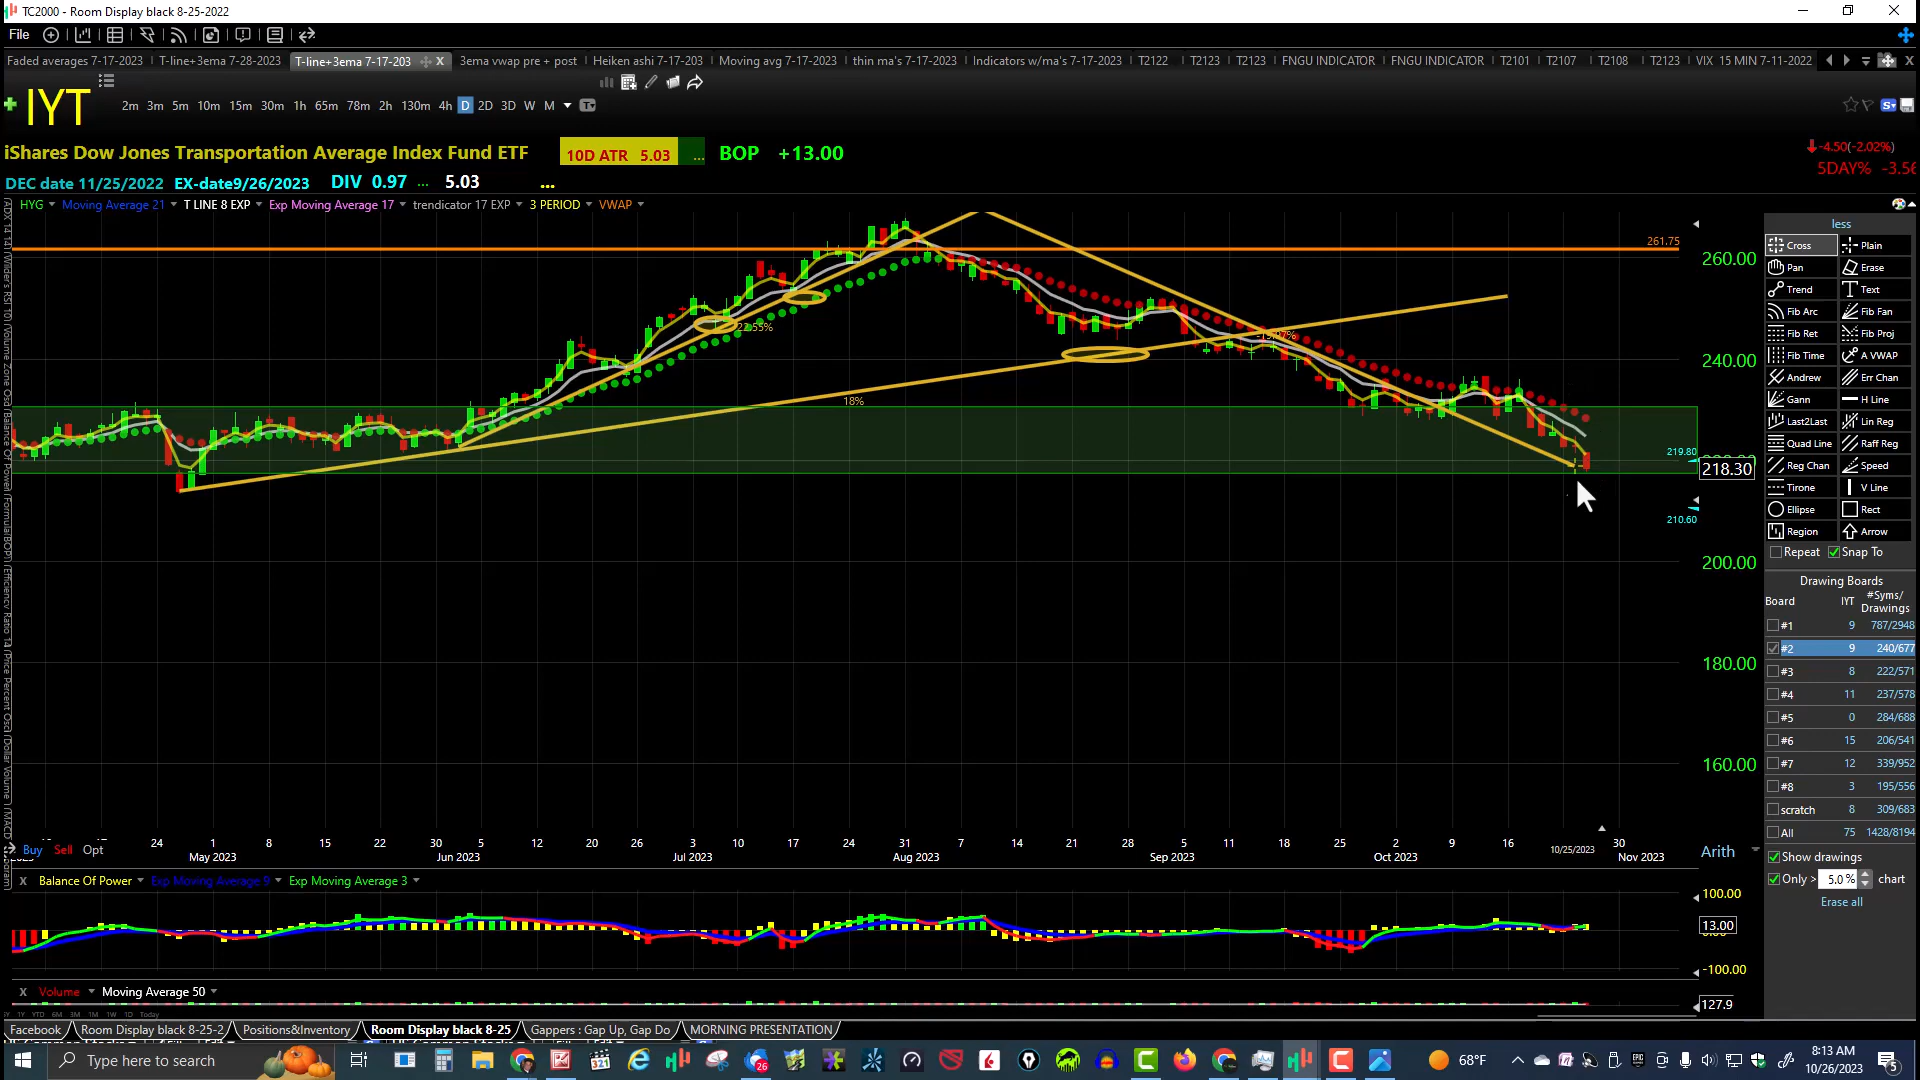 TC2000 - Room Display black 8-25-2022
File
Faded averages 7-17-2023 T-line+3ema 7-28-2023 T-line+3ema 7-17-203 X 3ema vwap pre + post Heiken ashi 7-17-203 Moving avg 7-17-2023 thin ma's 7-17-2023 Indicators w/ma's 7-17-2023 T2122 T2123 T2123 FNGU INDICATOR FNGU INDICATOR T2101 T2107 T2108 T2123 VIX 15 MIN 7-11-2022
IYT
2m 3m 5m 10m 15m 30m 1h 65m 78m 2h 130m 4h D 2D 3D W M
iShares Dow Jones Transportation Average Index Fund ETF 10D ATR 5.03 ... BOP +13.00
-4.50(-2.02%)
5DAY% -3.56
DEC date 11/25/2022 EX-date9/26/2023 DIV 0.97 ... 5.03 ...
HYG Moving Average 21 T LINE 8 EXP Exp Moving Average 17 trendicator 17 EXP 3 PERIOD VWAP
261.75
260.00
22.55%
240.00
18%
219.80
218.30
210.60
200.00
180.00
160.00
24 1 8 15 22 30 5 12 20 26 3 10 17 24 31 7 14 21 28 5 11 18 25 2 9 16 10/25/2023 30
May 2023 Jun 2023 Jul 2023 Aug 2023 Sep 2023 Oct 2023 Nov 2023
Buy Sell Opt
Arith
X Balance Of Power Exp Moving Average 9 Exp Moving Average 3
100.00
13.00
-100.00
X Volume Moving Average 50
127.9
less
Cross Plain
Pan Erase
Trend Text
Fib Arc Fib Fan
Fib Ret Fib Proj
Fib Time A VWAP
Andrew Err Chan
Gann H Line
Last2Last Lin Reg
Quad Line Raff Reg
Reg Chan Speed
Tirone V Line
Ellipse Rect
Region Arrow
Repeat Snap To
Drawing Boards
Board IYT #Syms/
Drawings
#1 9 787/2948
#2 9 240/677
#3 8 222/571
#4 11 237/578
#5 0 284/688
#6 15 206/541
#7 12 339/952
#8 3 195/556
scratch 8 309/683
All 75 1428/8194
Show drawings
Only > 5.0 % chart
Erase all
Facebook Room Display black 8-25-2 Positions&Inventory Room Display black 8-25 Gappers : Gap Up, Gap Do MORNING PRESENTATION
Type here to search
68°F
8:13 AM
10/26/2023